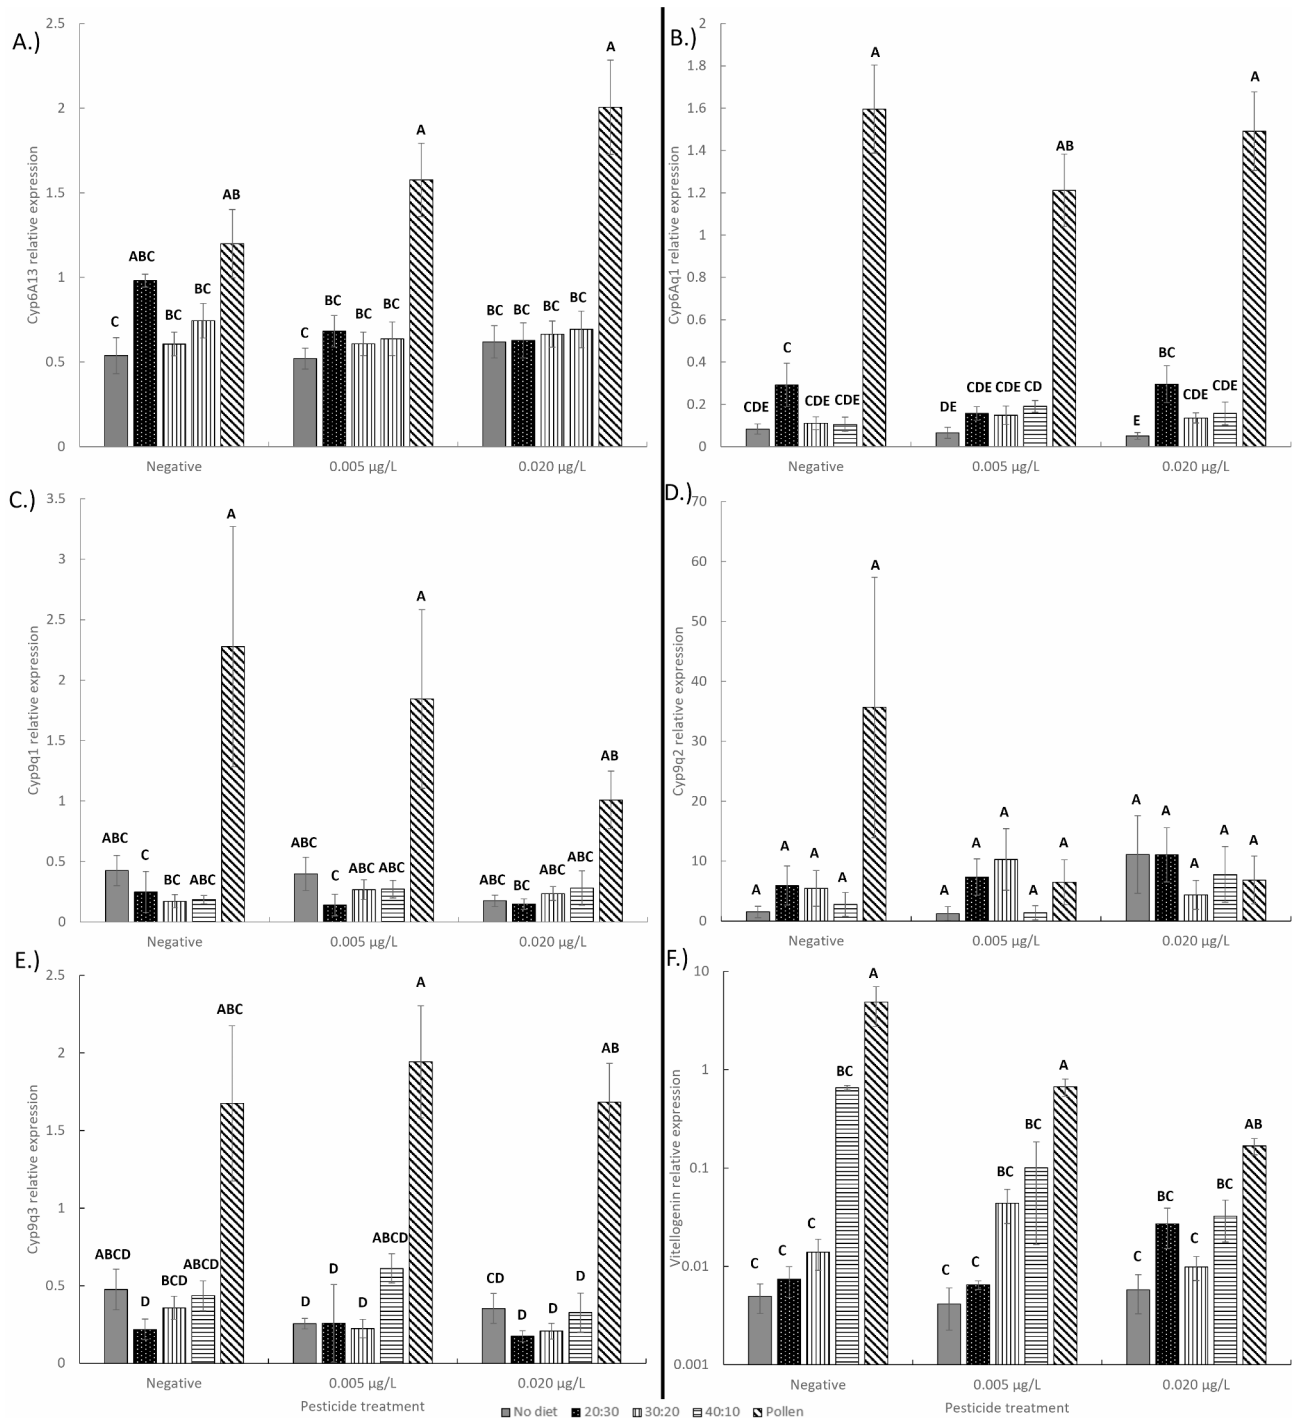 A.)
2.5
2
1.5
1
0.5
0
Cyp6A13 relative expression
C ABC BC BC AB
C BC BC BC A
BC BC BC BC A
Negative 0.005 µg/L 0.020 µg/L
B.)
2
1.8
1.6
1.4
1.2
1
0.8
0.6
0.4
0.2
0
Cyp6Aq1 relative expression
CDE C CDE CDE A
DE CDE CDE CD AB
E BC CDE CDE A
Negative 0.005 µg/L 0.020 µg/L
C.)
3.5
3
2.5
2
1.5
1
0.5
0
Cyp9q1 relative expression
ABC C BC ABC A
ABC C ABC ABC A
ABC BC ABC ABC AB
Negative 0.005 µg/L 0.020 µg/L
D.)
70
60
50
40
30
20
10
0
Cyp9q2 relative expression
A A A A A
A A A A A
A A A A A
Negative 0.005 µg/L 0.020 µg/L
E.)
2.5
2
1.5
1
0.5
0
Cyp9q3 relative expression
ABCD D BCD ABCD ABC
D D D ABCD A
CD D D D AB
Negative 0.005 µg/L 0.020 µg/L
Pesticide treatment
F.)
10
1
0.1
0.01
0.001
Vitellogenin relative expression
C C C BC A
C C BC BC A
C BC C BC AB
Negative 0.005 µg/L 0.020 µg/L
Pesticide treatment
No diet 20:30 30:20 40:10 Pollen